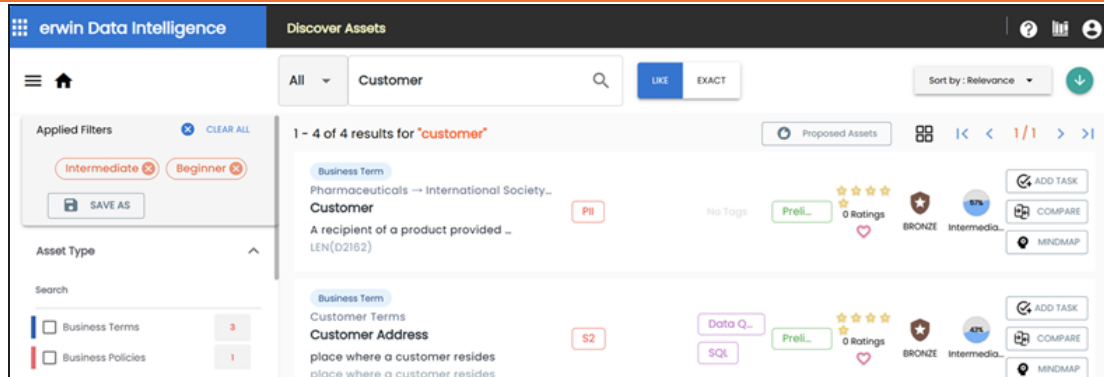 erwin Data Intelligence
Discover Assets
All
Customer
LIKE
EXACT
Sort by : Relevance
Applied Filters
CLEAR ALL
Intermediate
Beginner
SAVE AS
Asset Type
Search
Business Terms 3
Business Policies 1
1 - 4 of 4 results for "customer"
Proposed Assets
1/1
Business Term
Pharmaceuticals → International Society...
Customer
A recipient of a product provided ...
LEN(D2162)
PII
No Tags
Preli...
0 Ratings
BRONZE
57%
Intermedia...
ADD TASK
COMPARE
MINDMAP
Business Term
Customer Terms
Customer Address
place where a customer resides
place where a customer resides
S2
Data Q...
SQL
Preli...
0 Ratings
BRONZE
43%
Intermedia...
ADD TASK
COMPARE
MINDMAP